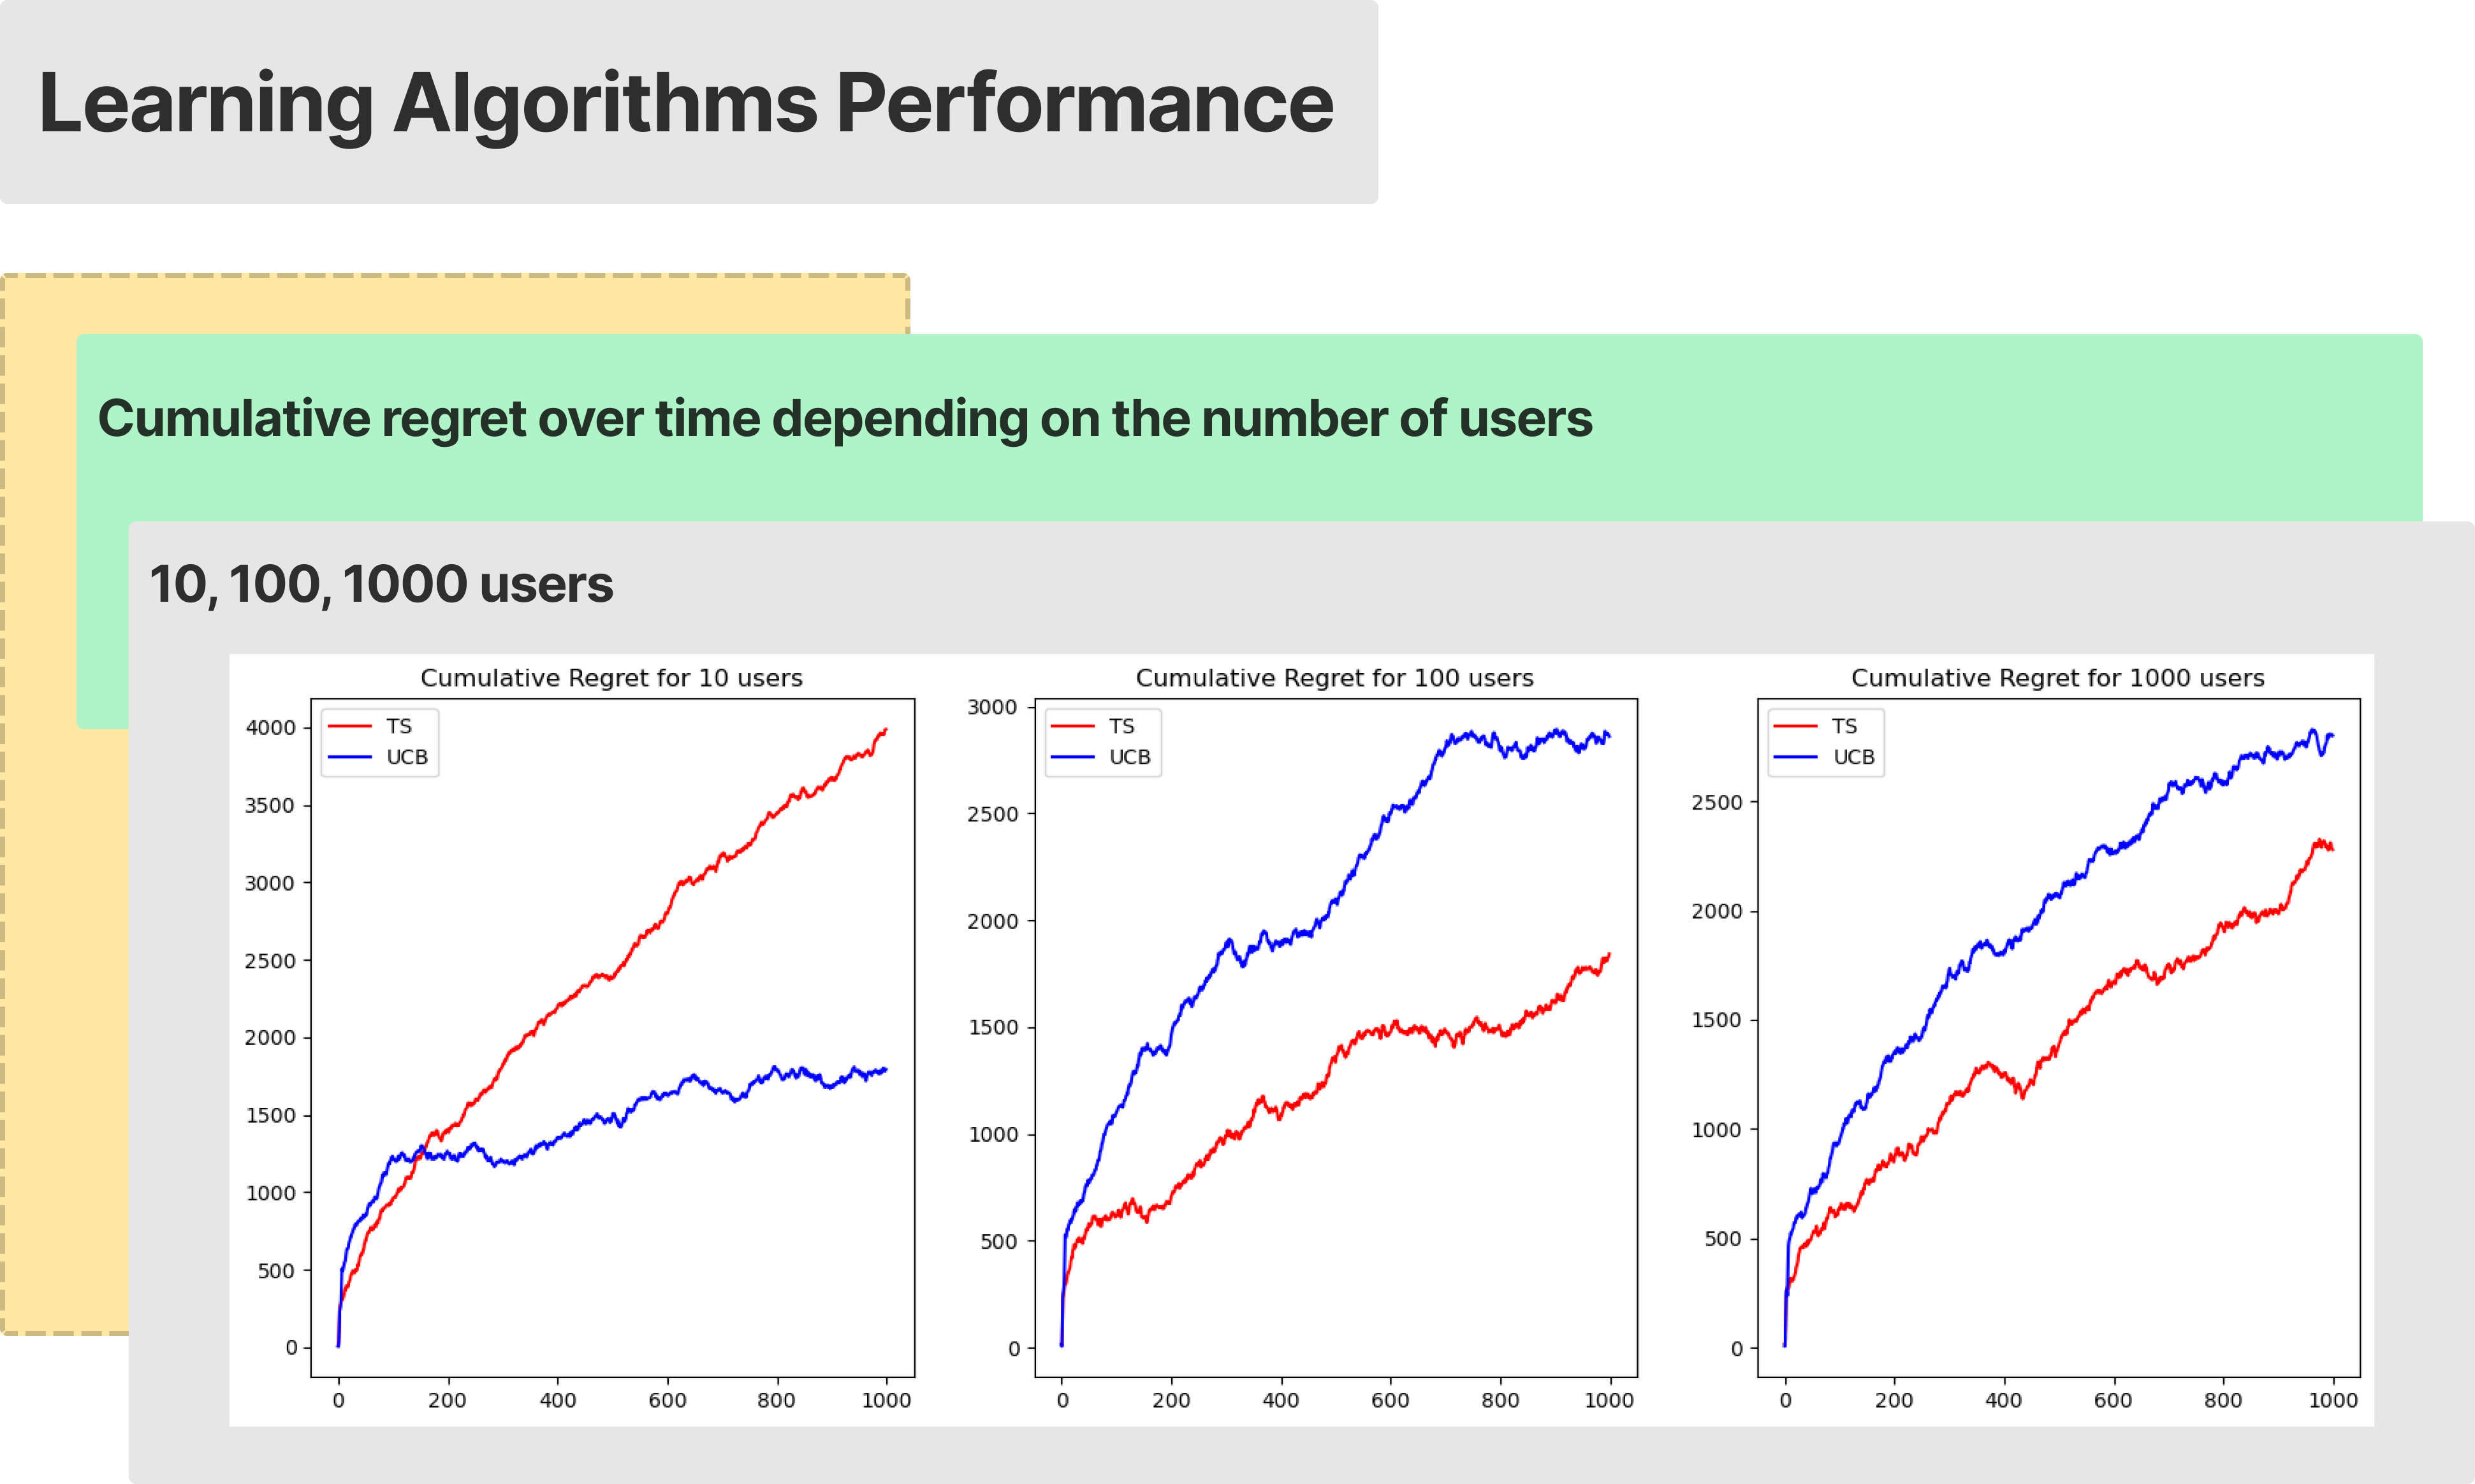 Learning Algorithms Performance
Cumulative regret over time depending on the number of users
10, 100, 1000 users
Cumulative Regret for 10 users
TS
UCB
4000
3500
3000
2500
2000
1500
1000
500
0
0 200 400 600 800 1000
Cumulative Regret for 100 users
TS
UCB
3000
2500
2000
1500
1000
500
0
0 200 400 600 800 1000
Cumulative Regret for 1000 users
TS
UCB
2500
2000
1500
1000
500
0
0 200 400 600 800 1000